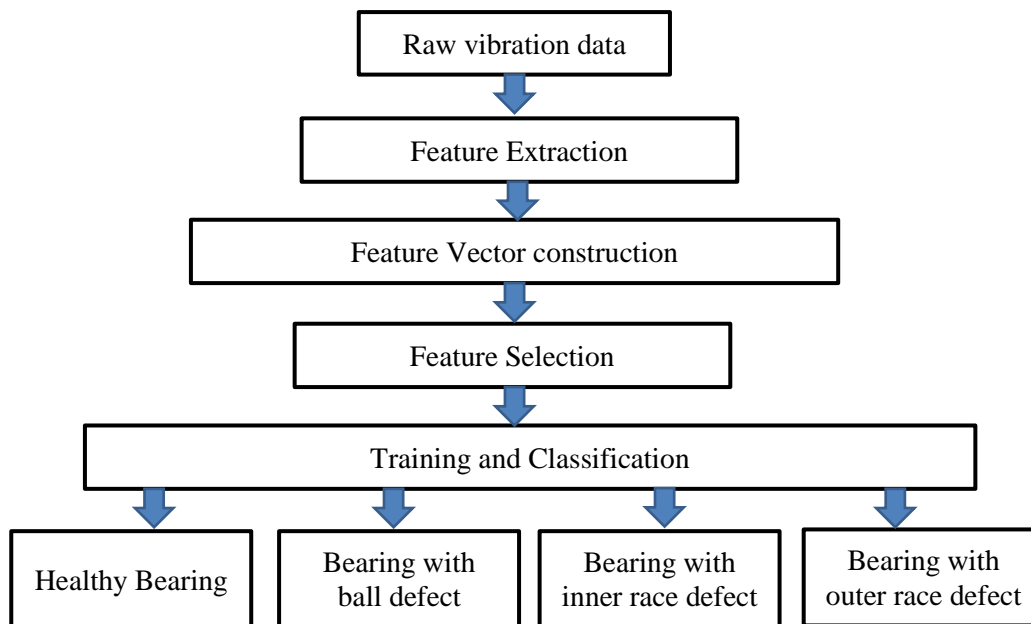 Raw vibration data
Feature Extraction
Feature Vector construction
Feature Selection
Training and Classification
Healthy Bearing
Bearing with
ball defect
Bearing with
inner race defect
Bearing with
outer race defect